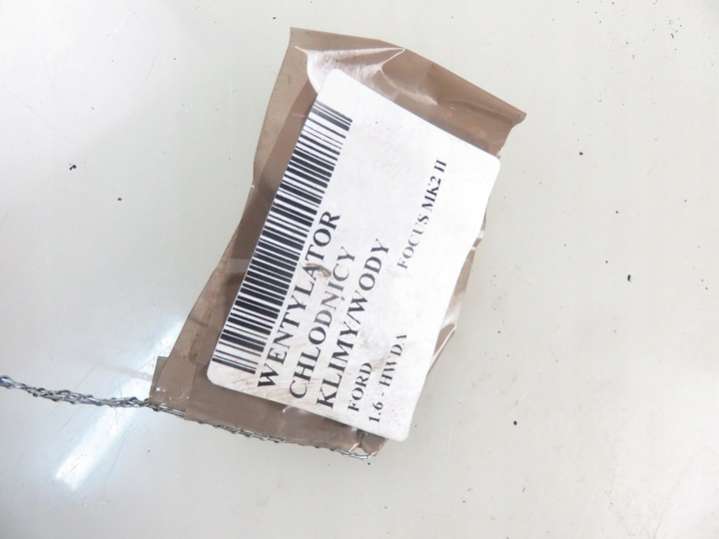 WENTYLATOR
CHLODNICY
KLIMY/WODY
FORD FOCUS MK2 II
1.6 - HWDA